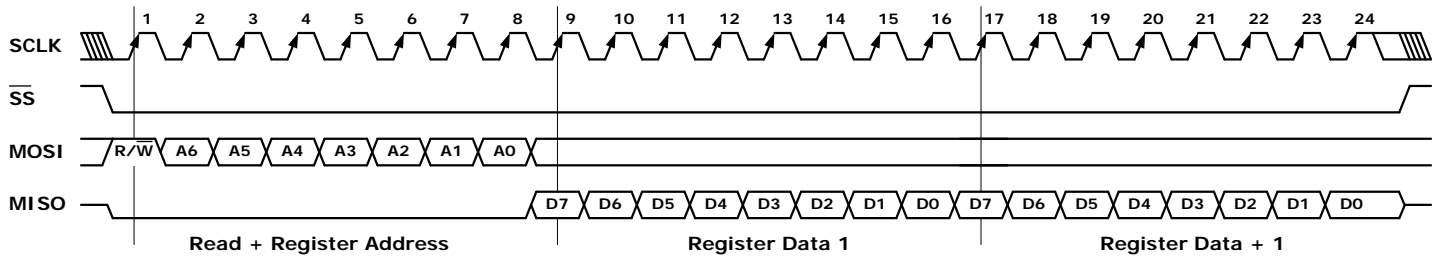 1 2 3 4 5 6 7 8 9 10 11 12 13 14 15 16 17 18 19 20 21 22 23 24
SCLK
SS
MOSI R/W A6 A5 A4 A3 A2 A1 A0
MISO D7 D6 D5 D4 D3 D2 D1 D0 D7 D6 D5 D4 D3 D2 D1 D0
Read + Register Address Register Data 1 Register Data + 1